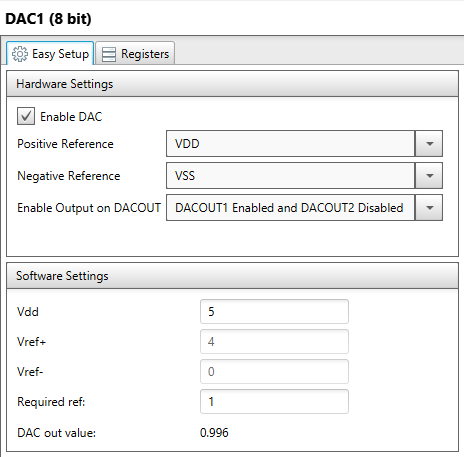 DAC1 (8 bit)
Easy Setup Registers
Hardware Settings
Enable DAC
Positive Reference VDD
Negative Reference VSS
Enable Output on DACOUT DACOUT1 Enabled and DACOUT2 Disabled
Software Settings
Vdd 5
Vref+ 4
Vref- 0
Required ref: 1
DAC out value: 0.996